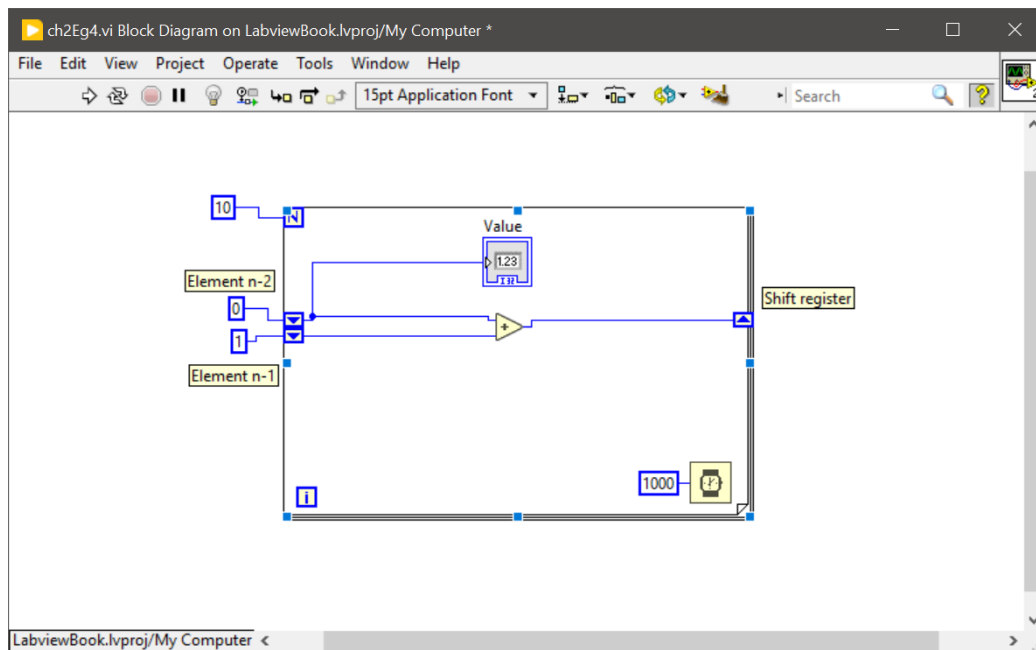 ch2Eg4.vi Block Diagram on LabviewBook.lvproj/My Computer *
File Edit View Project Operate Tools Window Help
15pt Application Font
Search
?
2
10
N
Value
1.23
I32
Element n-2
0
1
Element n-1
+
Shift register
1000
i
LabviewBook.lvproj/My Computer